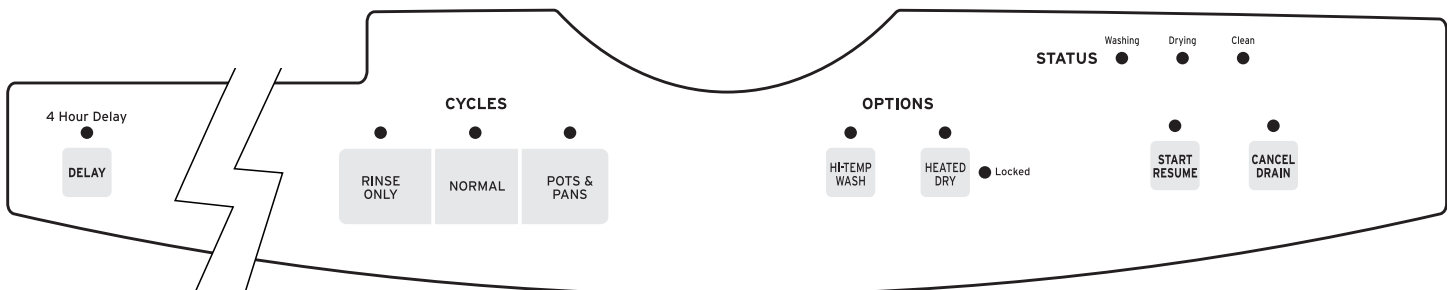 4 Hour Delay
DELAY
CYCLES
RINSE
ONLY
NORMAL
POTS &
PANS
OPTIONS
HI-TEMP
WASH
HEATED
DRY
Locked
STATUS
Washing
Drying
Clean
START
RESUME
CANCEL
DRAIN